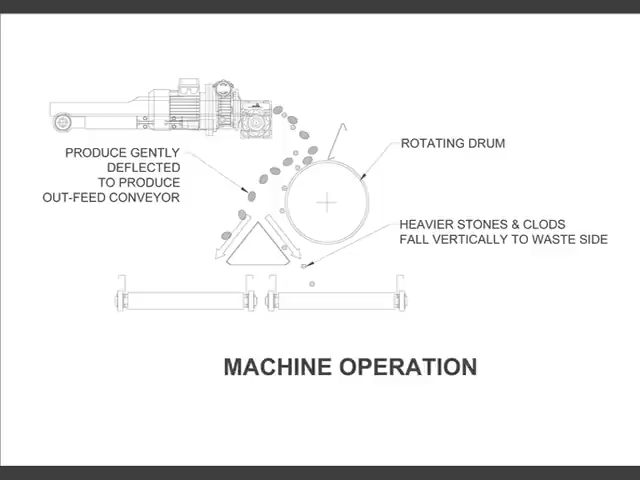 PRODUCE GENTLY
DEFLECTED
TO PRODUCE
OUT-FEED CONVEYOR
ROTATING DRUM
HEAVIER STONES & CLODS
FALL VERTICALLY TO WASTE SIDE
MACHINE OPERATION